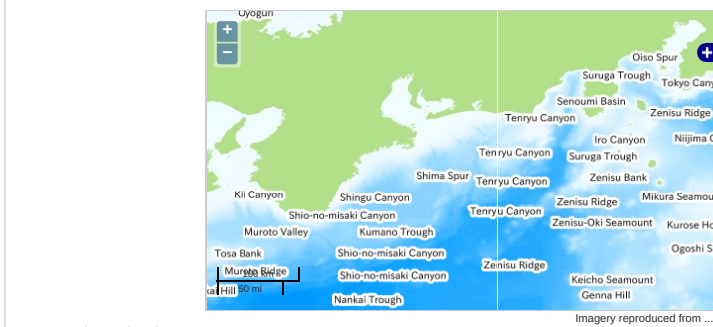 Oyoguri
+
−
Oiso Spur
Suruga Trough
Tokyo Cany
Senoumi Basin
Zenisu Ridge
Tenryu Canyon
Iro Canyon
Niijima C
Tenryu Canyon
Suruga Trough
Shima Spur
Tenryu Canyon
Zenisu Bank
Kii Canyon
Shingu Canyon
Zenisu Ridge
Mikura Seamou
Shio-no-misaki Canyon
Tenryu Canyon
Zenisu-Oki Seamount
Kurose Ho
Muroto Valley
Kumano Trough
Ogoshi S
Tosa Bank
Shio-no-misaki Canyon
Zenisu Ridge
Muroto Ridge
100 km
Shio-no-misaki Canyon
Keicho Seamount
kai Hill
50 mi
Genna Hill
Nankai Trough
Imagery reproduced from ...